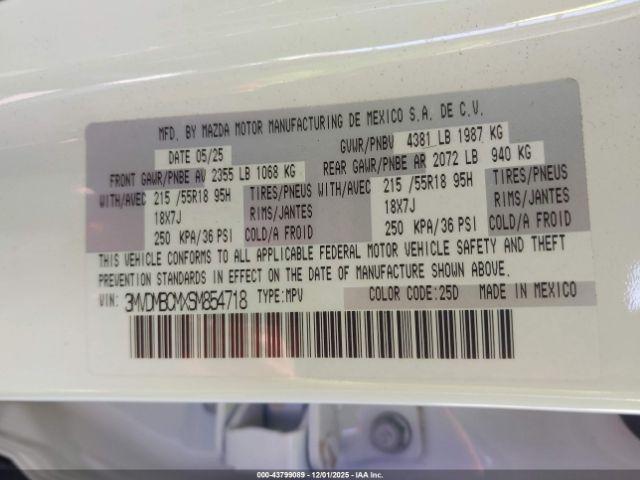 MFD. BY MAZDA MOTOR MANUFACTURING DE MEXICO S.A. DE C.V.
DATE 05/25 GVWR/PNBV 4381 LB 1987 KG
FRONT GAWR/PNBE AV 2355 LB 1068 KG REAR GAWR/PNBE AR 2072 LB 940 KG
WITH/AVEC 215 /55R18 95H TIRES/PNEUS WITH/AVEC 215 /55R18 95H TIRES/PNEUS
18X7J RIMS/JANTES 18X7J RIMS/JANTES
250 KPA/36 PSI COLD/A FROID 250 KPA/36 PSI COLD/A FROID
THIS VEHICLE CONFORMS TO ALL APPLICABLE FEDERAL MOTOR VEHICLE SAFETY AND THEFT
PREVENTION STANDARDS IN EFFECT ON THE DATE OF MANUFACTURE SHOWN ABOVE.
VIN: 3MVDMBCMXSM854718 TYPE:MPV COLOR CODE:25D MADE IN MEXICO
000-43799089 - 12/01/2025 - IAA Inc.